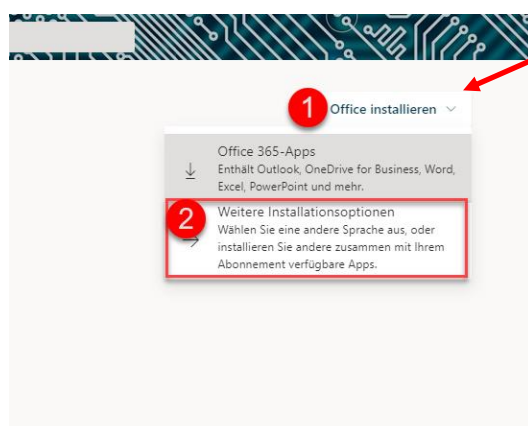 1 Office installieren
Office 365-Apps
Enthält Outlook, OneDrive for Business, Word,
Excel, PowerPoint und mehr.
2 Weitere Installationsoptionen
Wählen Sie eine andere Sprache aus, oder
installieren Sie andere zusammen mit Ihrem
Abonnement verfügbare Apps.